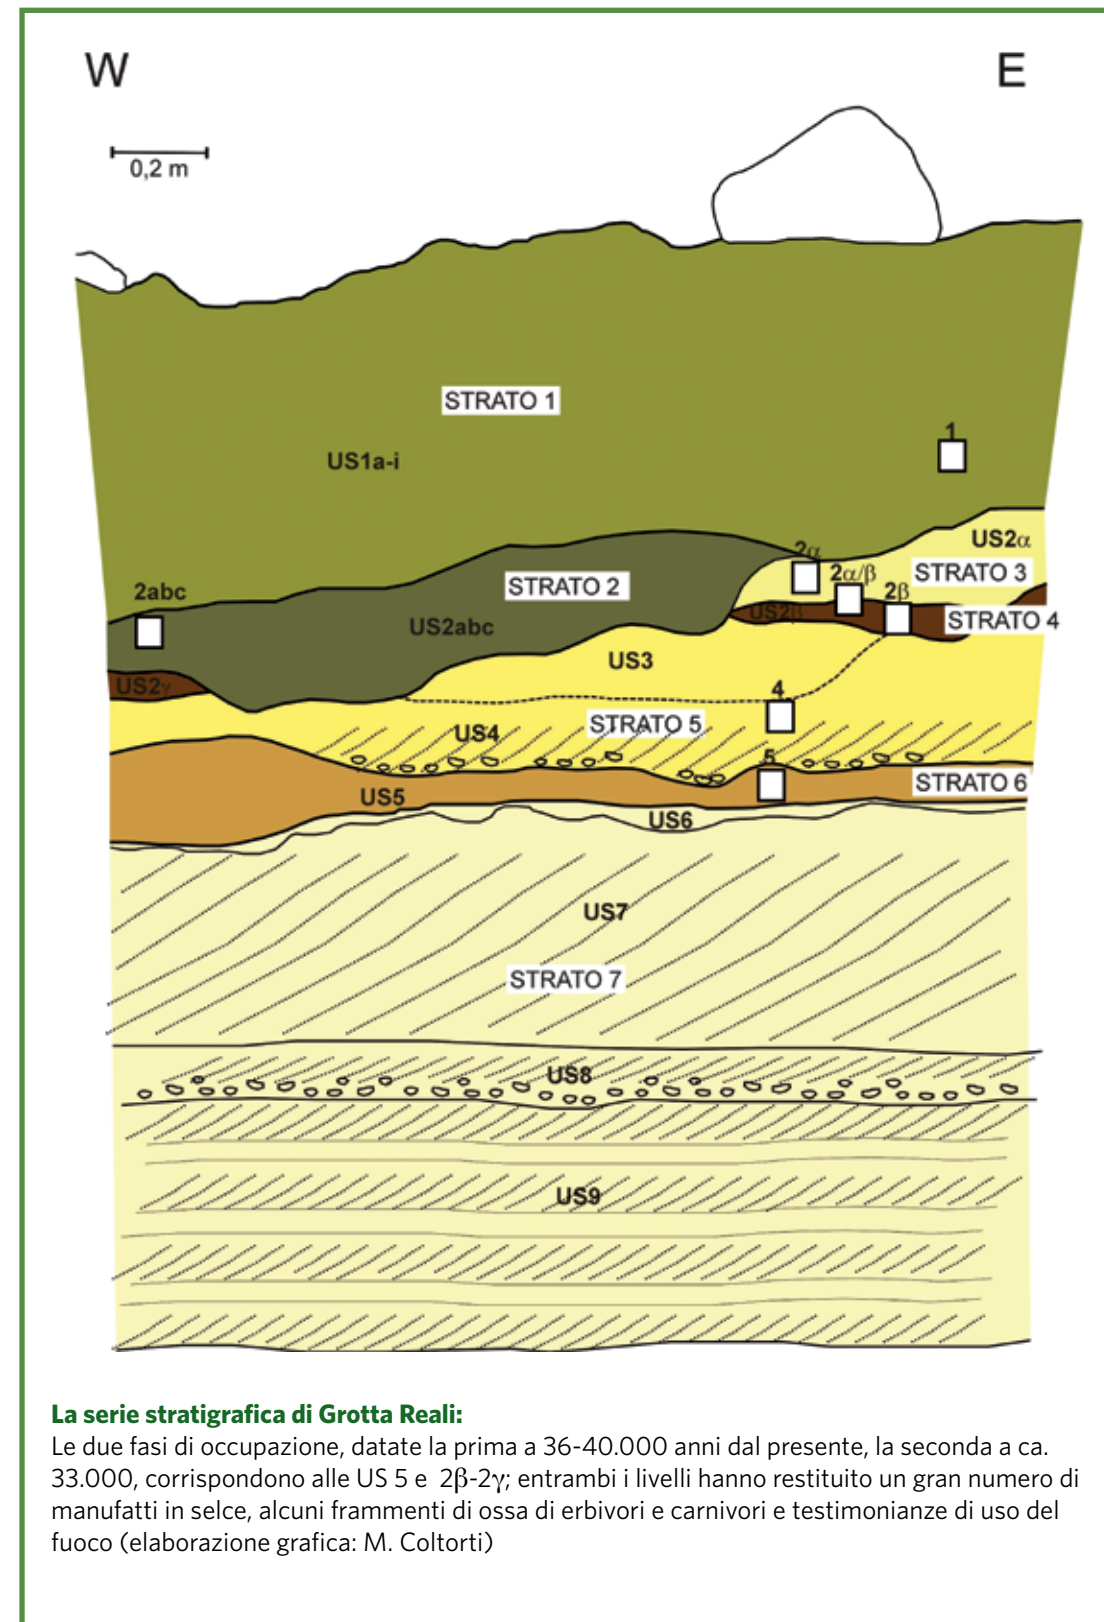 W
E
0,2 m
STRATO 1
1
US1a-i
US2α
2α
STRATO 3
2α/β
STRATO 2
2abc
2β
US2β
STRATO 4
US2abc
US3
US2γ
4
STRATO 5
US4
5
STRATO 6
US5
US6
US7
STRATO 7
US8
US9
La serie stratigrafica di Grotta Reali:
Le due fasi di occupazione, datate la prima a 36-40.000 anni dal presente, la seconda a ca.
33.000, corrispondono alle US 5 e 2β-2γ; entrambi i livelli hanno restituito un gran numero di
manufatti in selce, alcuni frammenti di ossa di erbivori e carnivori e testimonianze di uso del
fuoco (elaborazione grafica: M. Coltorti)